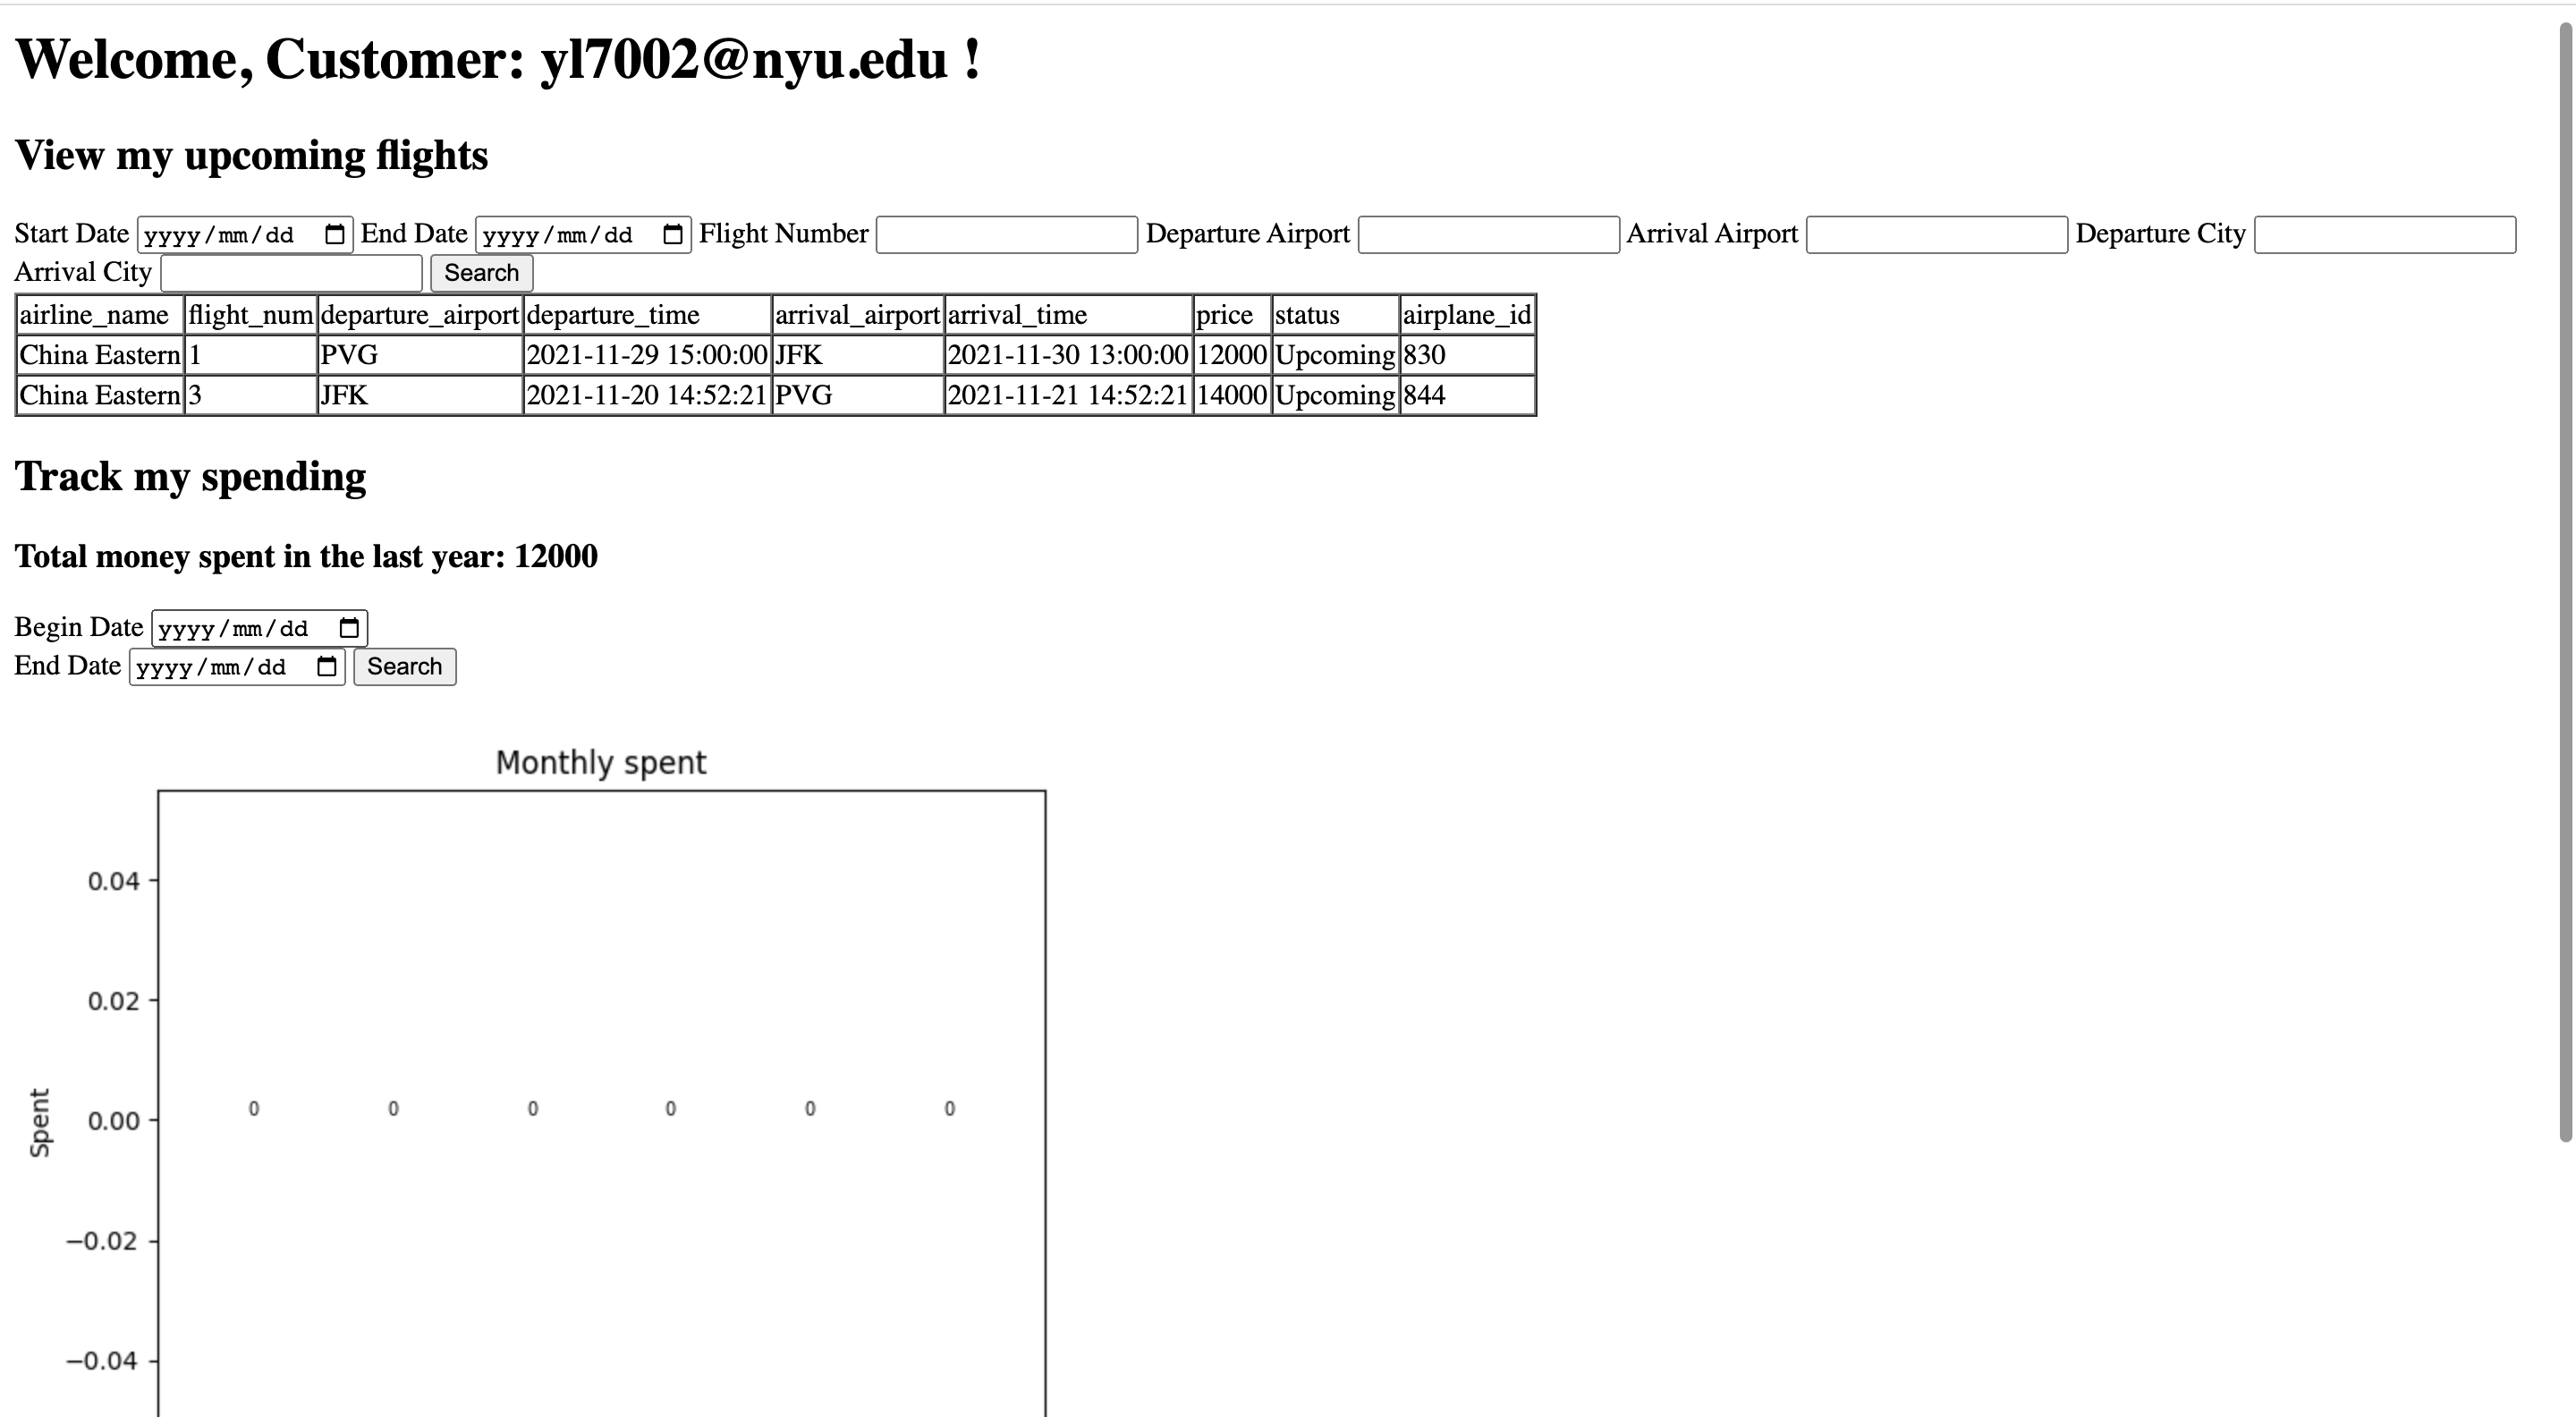 Welcome, Customer: yl7002@nyu.edu !
View my upcoming flights
Start Date yyyy/mm/dd End Date yyyy/mm/dd Flight Number Departure Airport Arrival Airport Departure City
Arrival City Search
airline_name flight_num departure_airport departure_time arrival_airport arrival_time price status airplane_id
China Eastern 1 PVG 2021-11-29 15:00:00 JFK 2021-11-30 13:00:00 12000 Upcoming 830
China Eastern 3 JFK 2021-11-20 14:52:21 PVG 2021-11-21 14:52:21 14000 Upcoming 844
Track my spending
Total money spent in the last year: 12000
Begin Date yyyy/mm/dd
End Date yyyy/mm/dd Search
Monthly spent
0.04
0.02
0 0 0 0 0 0
0.00
Spent
−0.02
−0.04